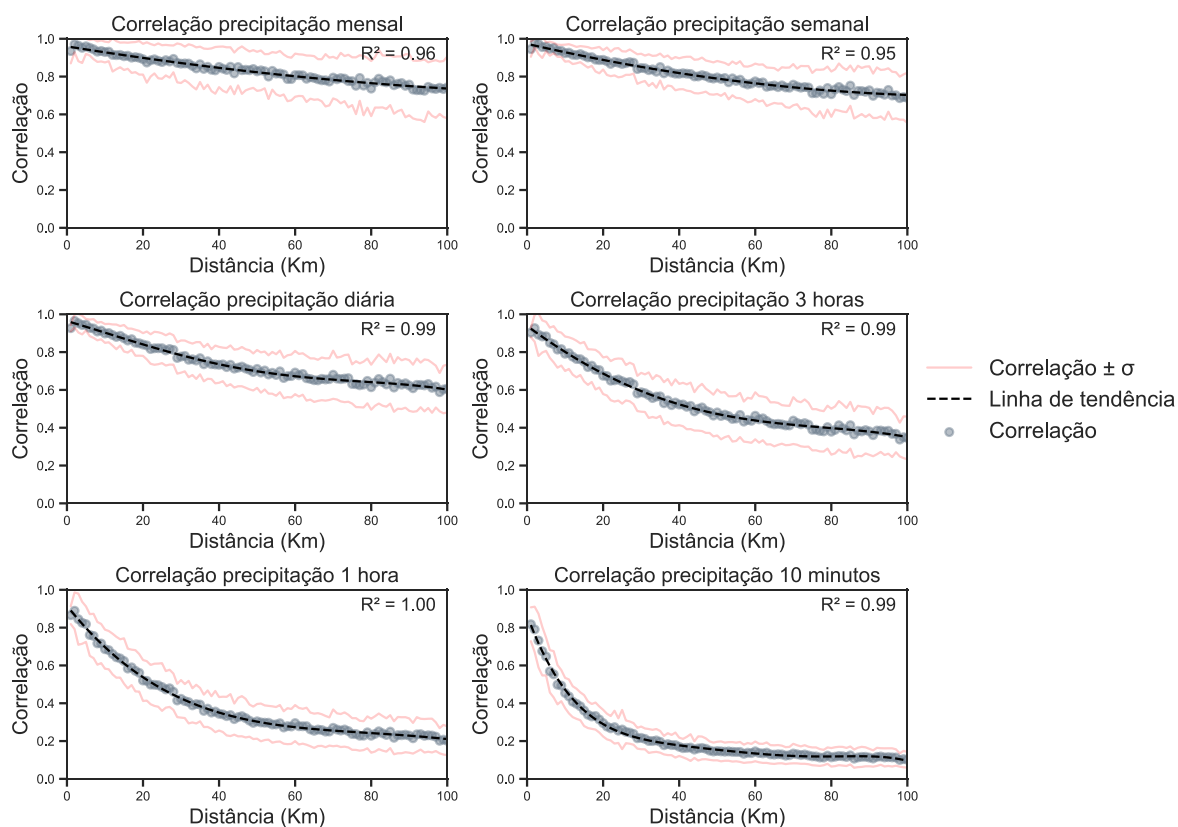 Correlação precipitação mensal
R² = 0.96
Correlação
1.0
0.8
0.6
0.4
0.2
0.0
0 20 40 60 80 100
Distância (Km)
Correlação precipitação semanal
R² = 0.95
Correlação
1.0
0.8
0.6
0.4
0.2
0.0
0 20 40 60 80 100
Distância (Km)
Correlação precipitação diária
R² = 0.99
Correlação
1.0
0.8
0.6
0.4
0.2
0.0
0 20 40 60 80 100
Distância (Km)
Correlação precipitação 3 horas
R² = 0.99
Correlação
1.0
0.8
0.6
0.4
0.2
0.0
0 20 40 60 80 100
Distância (Km)
Correlação ± σ
Linha de tendência
Correlação
Correlação precipitação 1 hora
R² = 1.00
Correlação
1.0
0.8
0.6
0.4
0.2
0.0
0 20 40 60 80 100
Distância (Km)
Correlação precipitação 10 minutos
R² = 0.99
Correlação
1.0
0.8
0.6
0.4
0.2
0.0
0 20 40 60 80 100
Distância (Km)